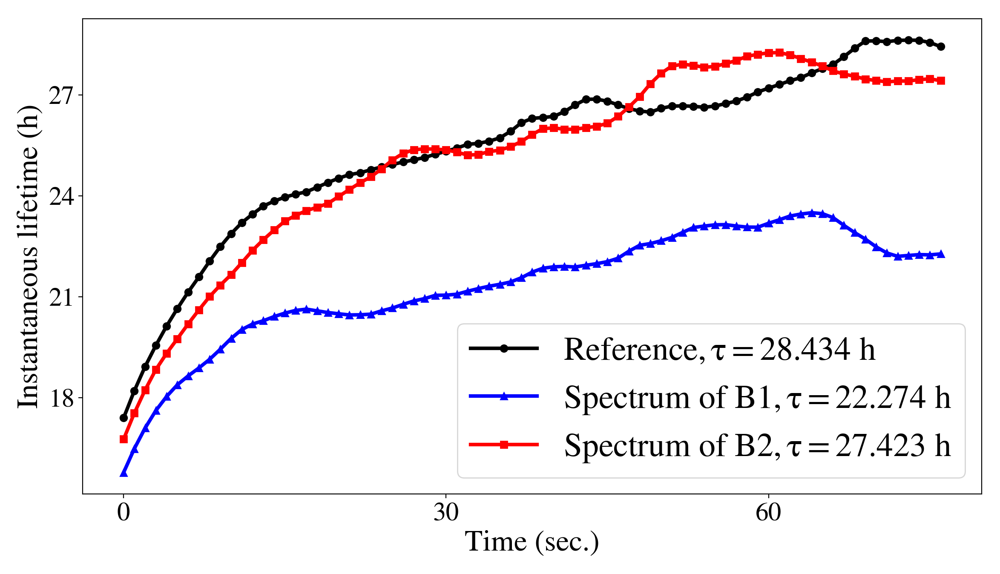 Instantaneous lifetime (h)
27
24
21
18
Reference, τ = 28.434 h
Spectrum of B1, τ = 22.274 h
Spectrum of B2, τ = 27.423 h
0 30 60
Time (sec.)